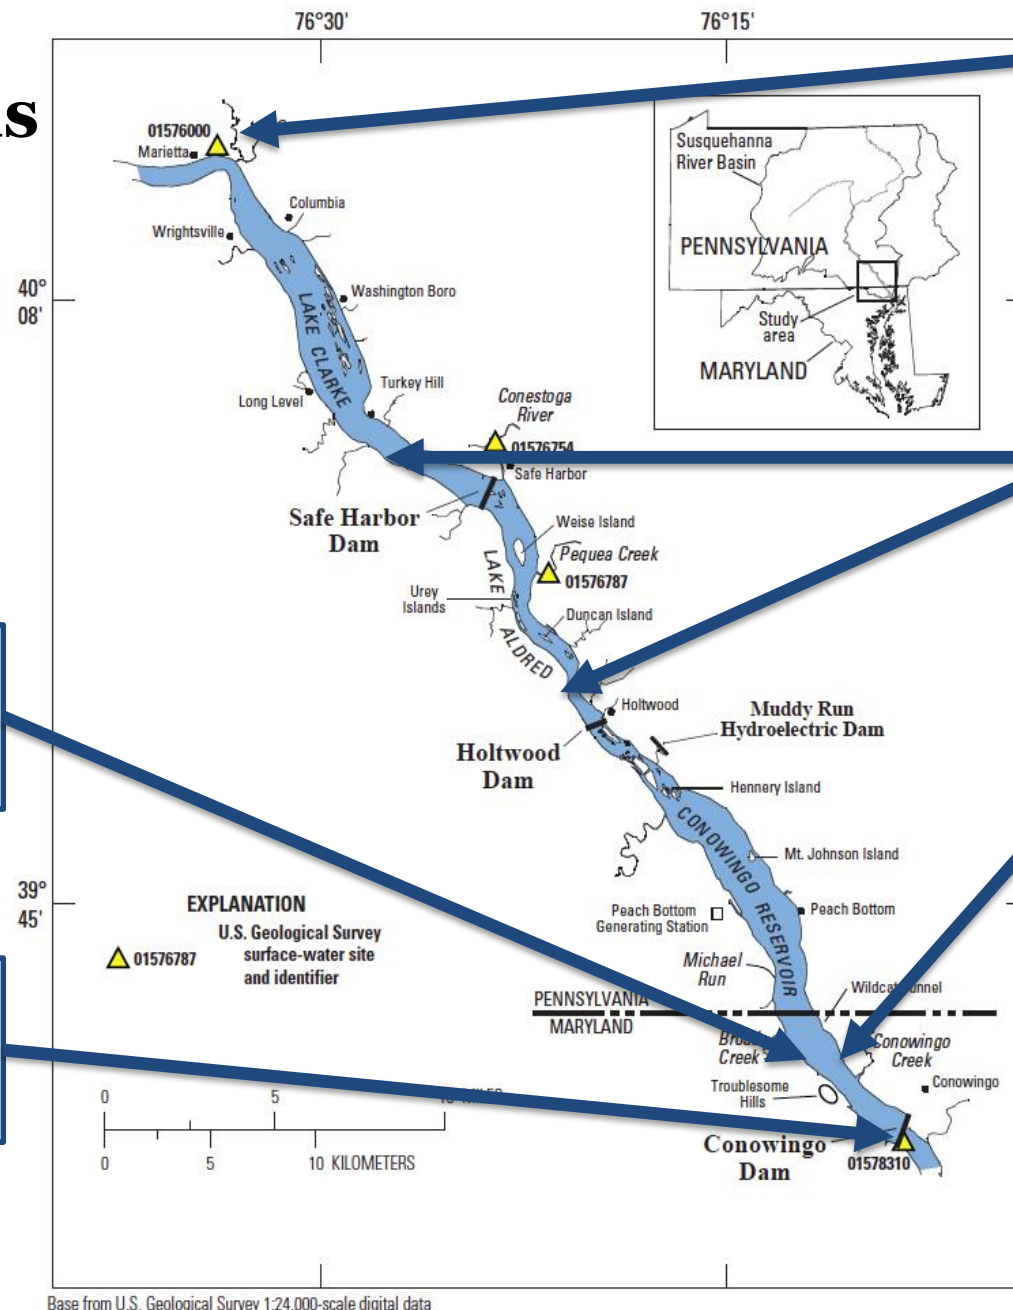 76°30'
76°15'
01576000
Marietta
Columbia
Wrightsville
Susquehanna
River Basin
PENNSYLVANIA
Study
area
MARYLAND
40°
08'
Washington Boro
LAKE CLARKE
Turkey Hill
Long Level
Conestoga
River
01576754
Safe Harbor
Safe Harbor
Dam
Weise Island
Pequea Creek
01576787
LAKE
ALDRED
Urey
Islands
Duncan Island
Holtwood
Holtwood
Dam
Muddy Run
Hydroelectric Dam
Hennery Island
CONOWINGO RESERVOIR
Mt. Johnson Island
39°
45'
Peach Bottom
Generating Station
Peach Bottom
EXPLANATION
01576787
U.S. Geological Survey
surface-water site
and identifier
Michael
Run
PENNSYLVANIA
MARYLAND
Creek
Conowingo
Creek
Troublesome
Hills
Conowingo
Conowingo
Dam
01578310
0 5
0 5 10 KILOMETERS
Base from U.S. Geological Survey 1:24,000-scale digital data